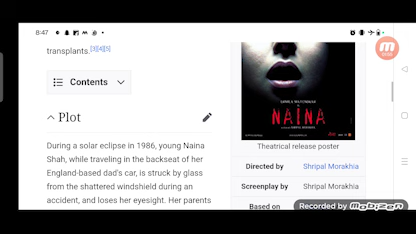 8:47
transplants.[3][4][5]
Contents
Plot
During a solar eclipse in 1986, young Naina
Shah, while traveling in the backseat of her
England-based dad's car, is struck by glass
from the shattered windshield during an
accident, and loses her eyesight. Her parents
NAINA
Theatrical release poster
Directed by Shripal Morakhia
Screenplay by Shripal Morakhia
Based on
Recorded by Mobizen